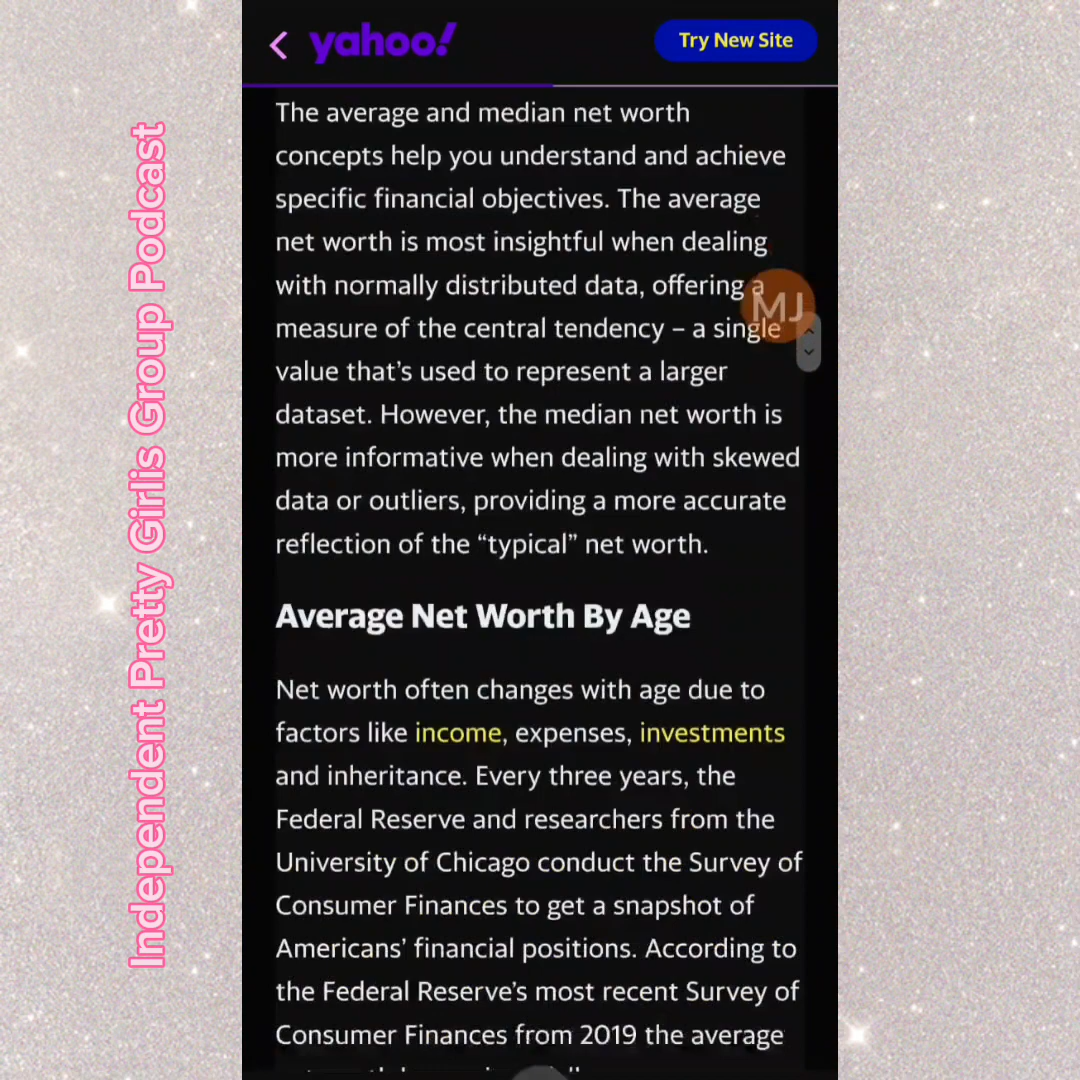 Independent Pretty Girlis Group Podcast
yahoo!
Try New Site
The average and median net worth
concepts help you understand and achieve
specific financial objectives. The average
net worth is most insightful when dealing
with normally distributed data, offering a
MJ
measure of the central tendency – a single
value that’s used to represent a larger
dataset. However, the median net worth is
more informative when dealing with skewed
data or outliers, providing a more accurate
reflection of the “typical” net worth.
Average Net Worth By Age
Net worth often changes with age due to
factors like income, expenses, investments
and inheritance. Every three years, the
Federal Reserve and researchers from the
University of Chicago conduct the Survey of
Consumer Finances to get a snapshot of
Americans’ financial positions. According to
the Federal Reserve’s most recent Survey of
Consumer Finances from 2019 the average